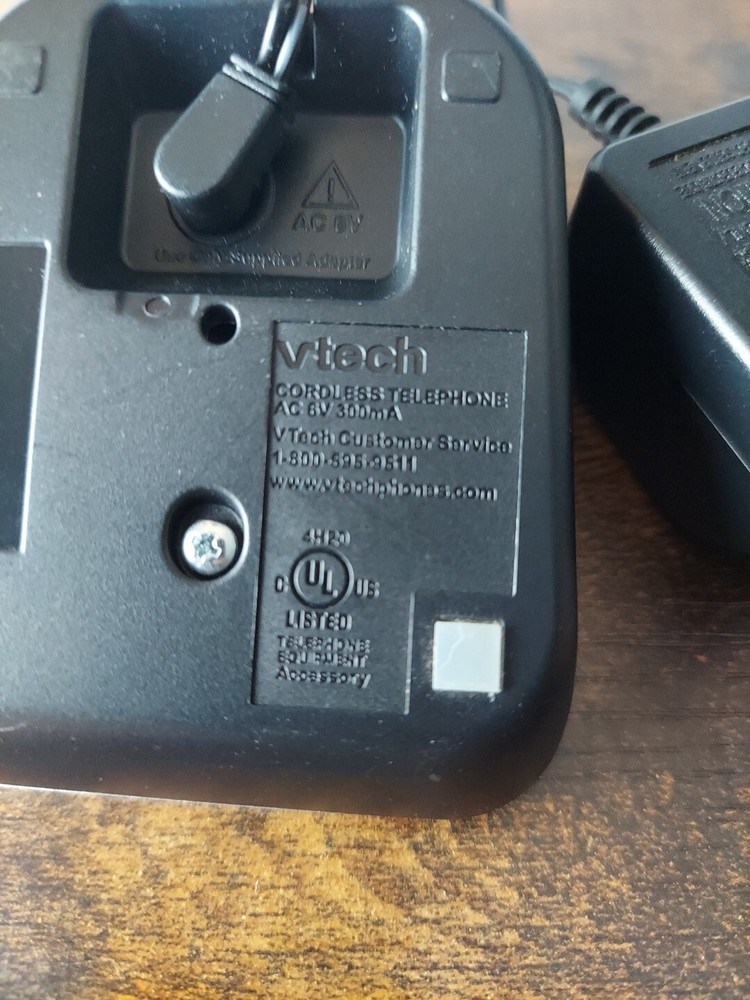 AC 6V
Use Only Supplied Adapter
vtech
CORDLESS TELEPHONE
AC 6V 300mA
VTech Customer Service
1-800-595-9511
www.vtechphones.com
4H20
C UL US
LISTED
TELEPHONE
EQUIPMENT
Accessory